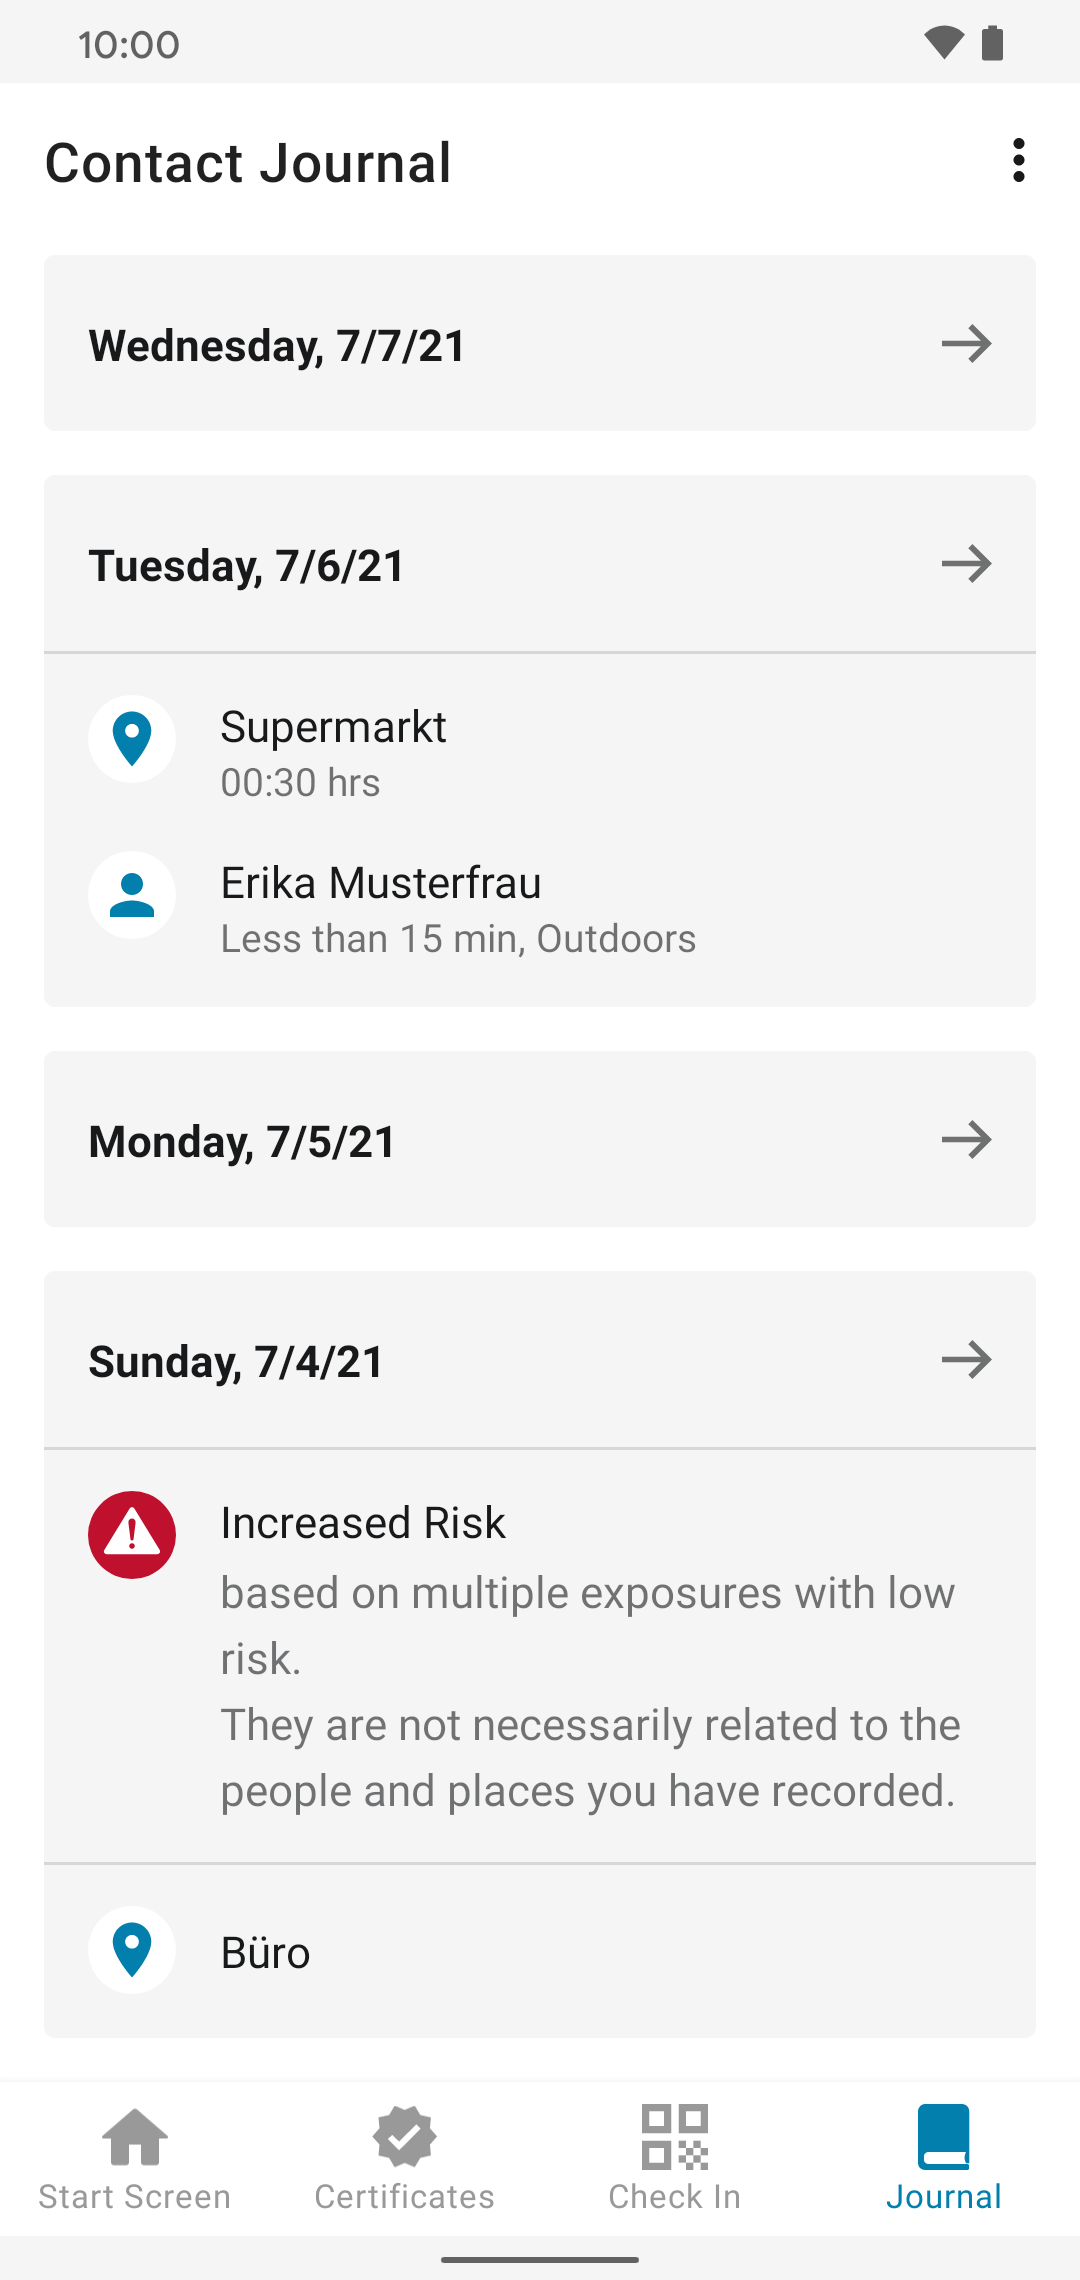 10:00
Contact Journal
Wednesday, 7/7/21
Tuesday, 7/6/21
Supermarkt
00:30 hrs
Erika Musterfrau
Less than 15 min, Outdoors
Monday, 7/5/21
Sunday, 7/4/21
Increased Risk
based on multiple exposures with low
risk.
They are not necessarily related to the
people and places you have recorded.
Büro
Start Screen
Certificates
Check In
Journal